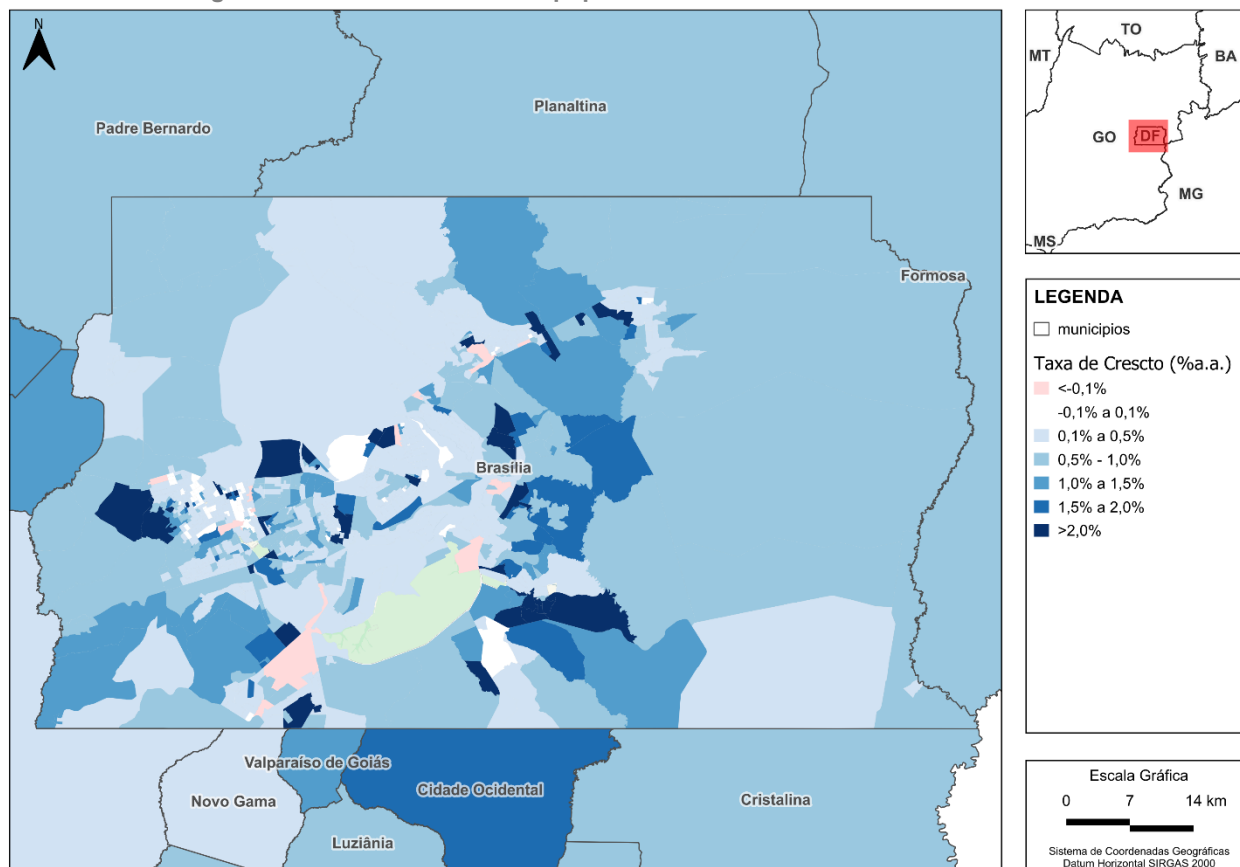 N
Padre Bernardo
Planaltina
Formosa
Brasília
Valparaíso de Goiás
Novo Gama
Cidade Ocidental
Cristalina
Luziânia
TO
MT
BA
GO
DF
MG
MS
LEGENDA
municipios
Taxa de Crescto (%a.a.)
<-0,1%
-0,1% a 0,1%
0,1% a 0,5%
0,5% - 1,0%
1,0% a 1,5%
1,5% a 2,0%
>2,0%
Escala Gráfica
0 7 14 km
Sistema de Coordenadas Geográficas
Datum Horizontal SIRGAS 2000